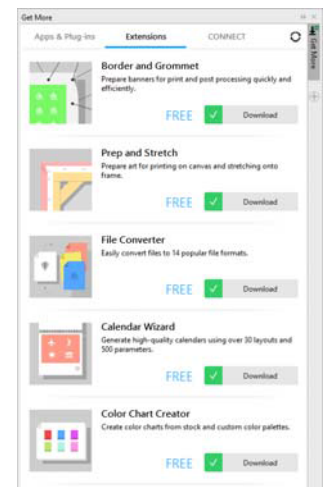 Get More
Apps & Plug-ins Extensions CONNECT
Get More
Border and Grommet
Prepare banners for print and post processing quickly and
efficiently.
FREE Download
Prep and Stretch
Prepare art for printing on canvas and stretching onto
frame.
FREE Download
File Converter
Easily convert files to 14 popular file formats.
FREE Download
Calendar Wizard
Generate high-quality calendars using over 30 layouts and
500 parameters.
FREE Download
Color Chart Creator
Create color charts from stock and custom color palettes.
FREE Download